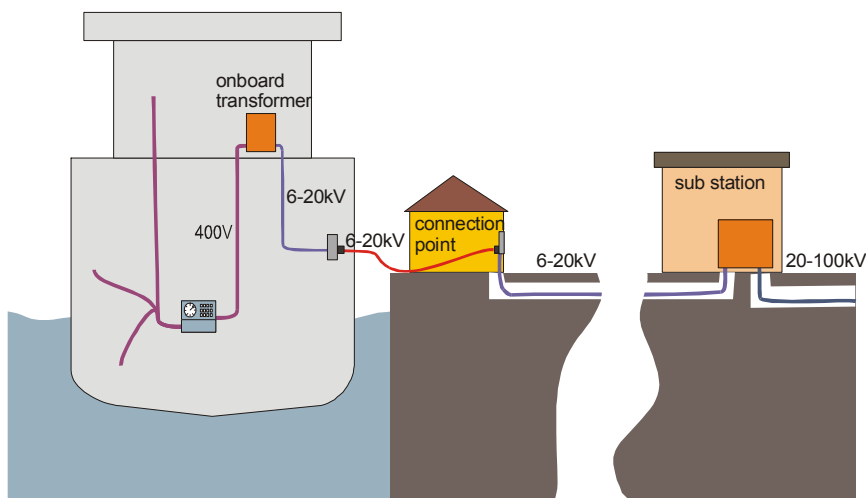 onboard
transformer
6-20kV
400V
6-20kV
connection
point
6-20kV
sub station
20-100kV